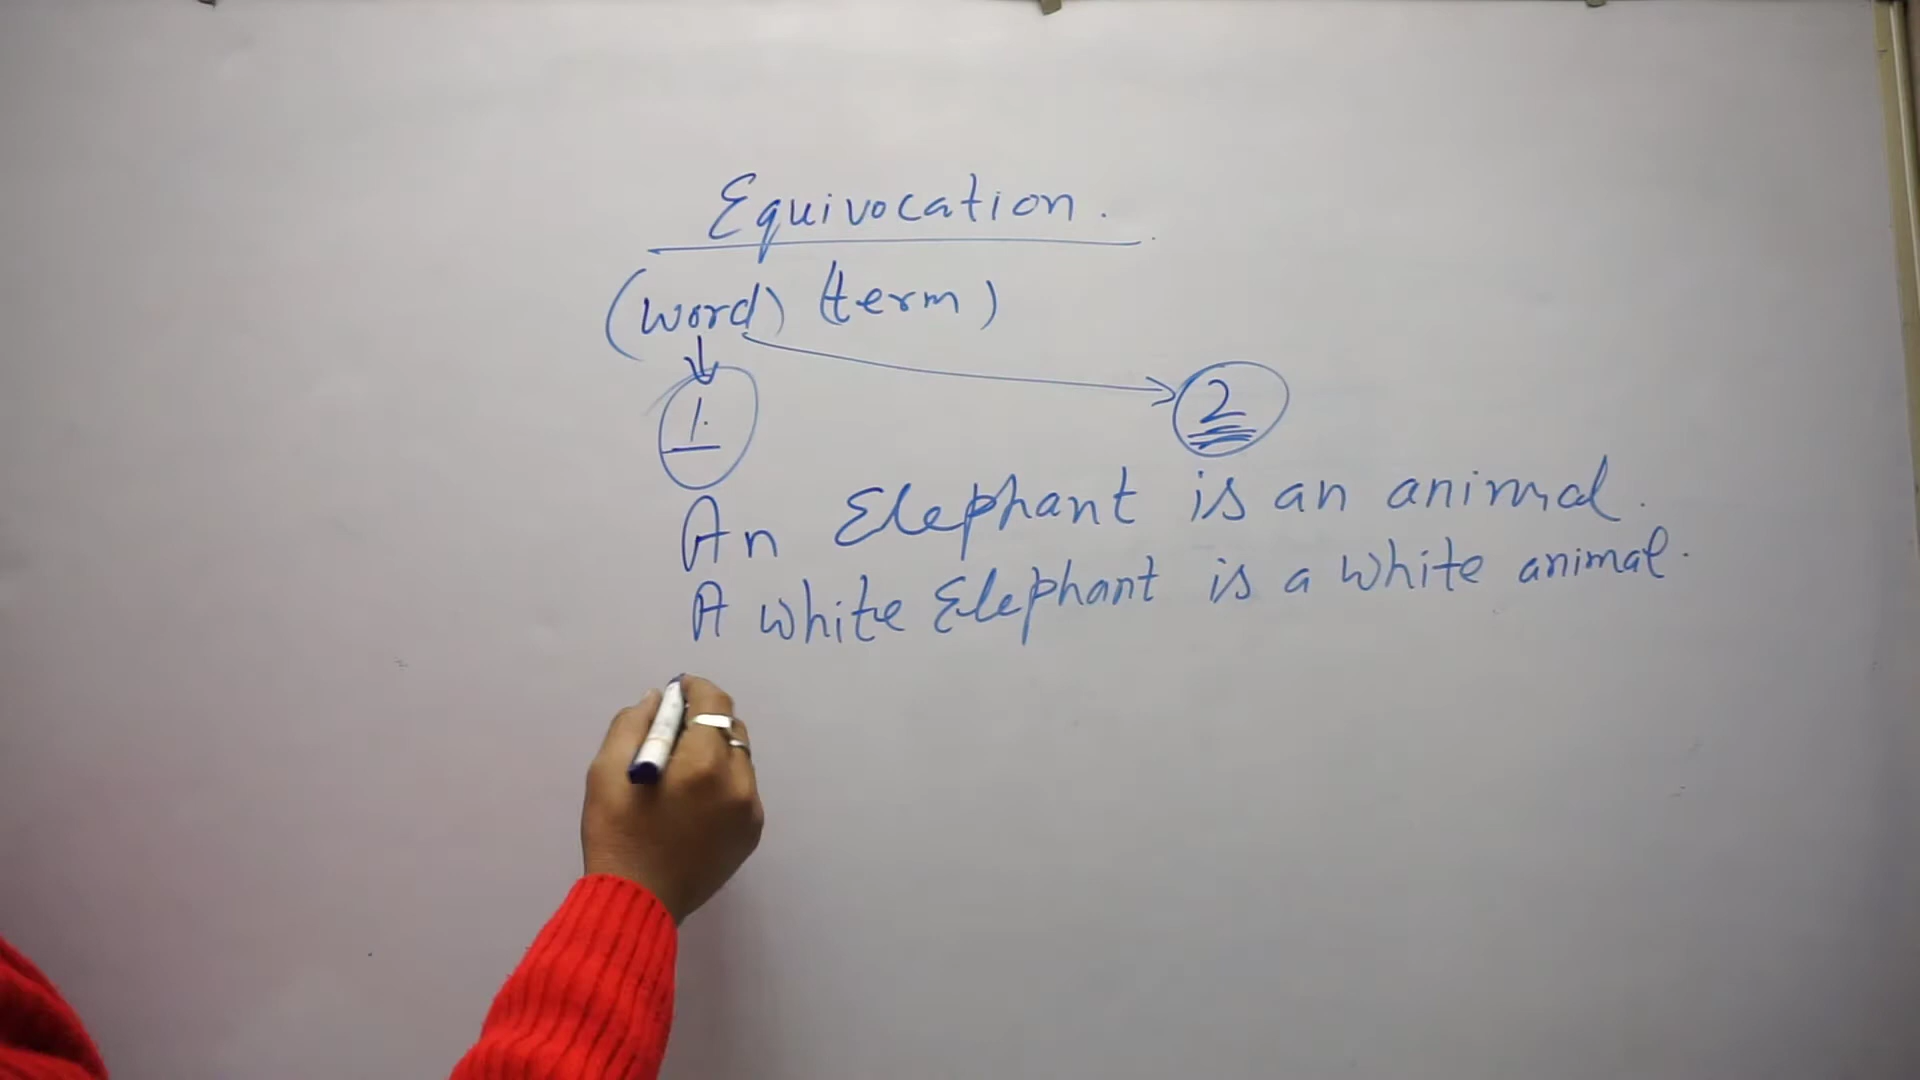 Equivocation.
(word) (term)
1. 2
An Elephant is an animal.
A white Elephant is a white animal.